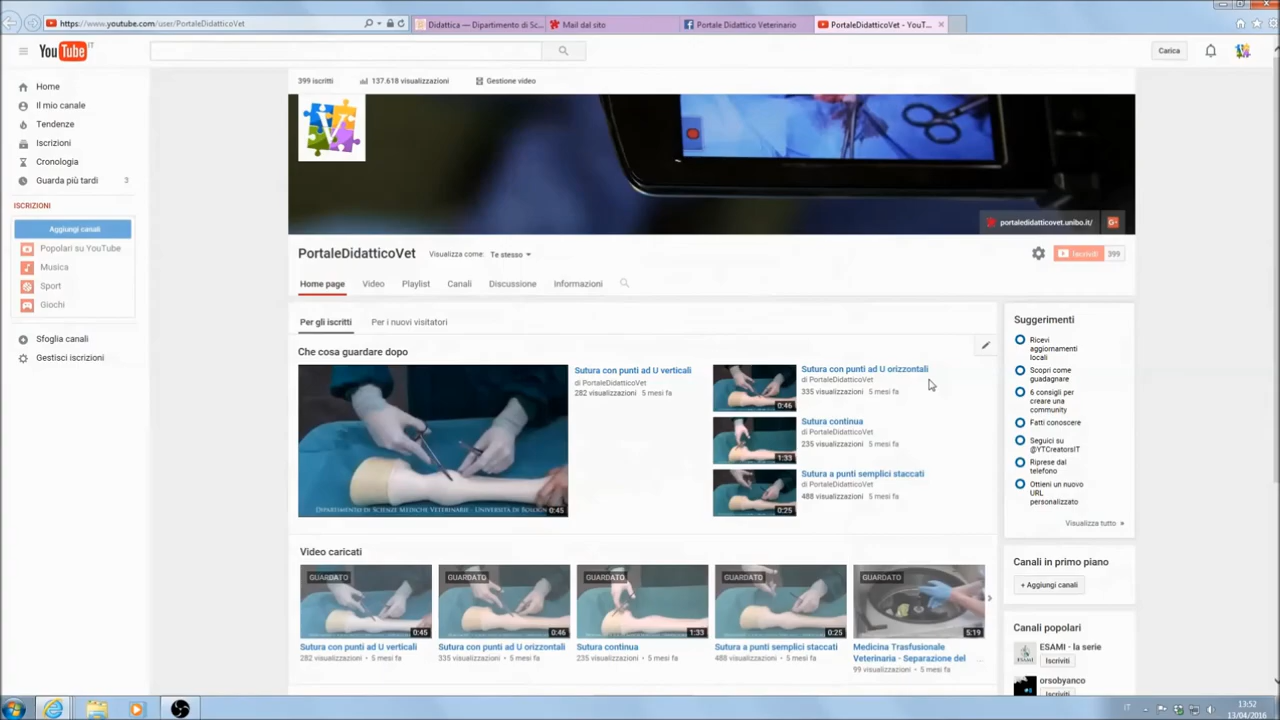 https://www.youtube.com/user/PortaleDidatticoVet
Didattica — Dipartimento di Sc...
Mail dal sito
Portale Didattico Veterinario
PortaleDidatticoVet - YouT...
YouTube IT
Carica
Home
Il mio canale
Tendenze
Iscrizioni
Cronologia
Guarda più tardi 3
ISCRIZIONI
Aggiungi canali
Popolari su YouTube
Musica
Sport
Giochi
Sfoglia canali
Gestisci iscrizioni
399 iscritti
137.618 visualizzazioni
Gestione video
portaledidatticovet.unibo.it/
PortaleDidatticoVet
Visualizza come: Te stesso
Iscriviti 399
Home page
Video
Playlist
Canali
Discussione
Informazioni
Per gli iscritti
Per i nuovi visitatori
Che cosa guardare dopo
DIPARTIMENTO DI SCIENZE MEDICHE VETERINARIE - UNIVERSITÀ DI BOLOGN
0:45
Sutura con punti ad U verticali
di PortaleDidatticoVet
282 visualizzazioni 5 mesi fa
0:46
Sutura con punti ad U orizzontali
di PortaleDidatticoVet
335 visualizzazioni 5 mesi fa
1:33
Sutura continua
di PortaleDidatticoVet
235 visualizzazioni 5 mesi fa
0:25
Sutura a punti semplici staccati
di PortaleDidatticoVet
488 visualizzazioni 5 mesi fa
Video caricati
GUARDATO
0:45
Sutura con punti ad U verticali
282 visualizzazioni • 5 mesi fa
GUARDATO
0:46
Sutura con punti ad U orizzontali
335 visualizzazioni • 5 mesi fa
GUARDATO
1:33
Sutura continua
235 visualizzazioni • 5 mesi fa
GUARDATO
0:25
Sutura a punti semplici staccati
488 visualizzazioni • 5 mesi fa
GUARDATO
5:19
Medicina Trasfusionale
Veterinaria - Separazione del
99 visualizzazioni • 5 mesi fa
Suggerimenti
Ricevi
aggiornamenti
locali
Scopri come
guadagnare
6 consigli per
creare una
community
Fatti conoscere
Seguici su
@YTCreatorsIT
Riprese dal
telefono
Ottieni un nuovo
URL
personalizzato
Visualizza tutto »
Canali in primo piano
+ Aggiungi canali
Canali popolari
ESAMI
ESAMI - la serie
Iscriviti
orsobyanco
Iscriviti
IT
13:52
13/04/2016